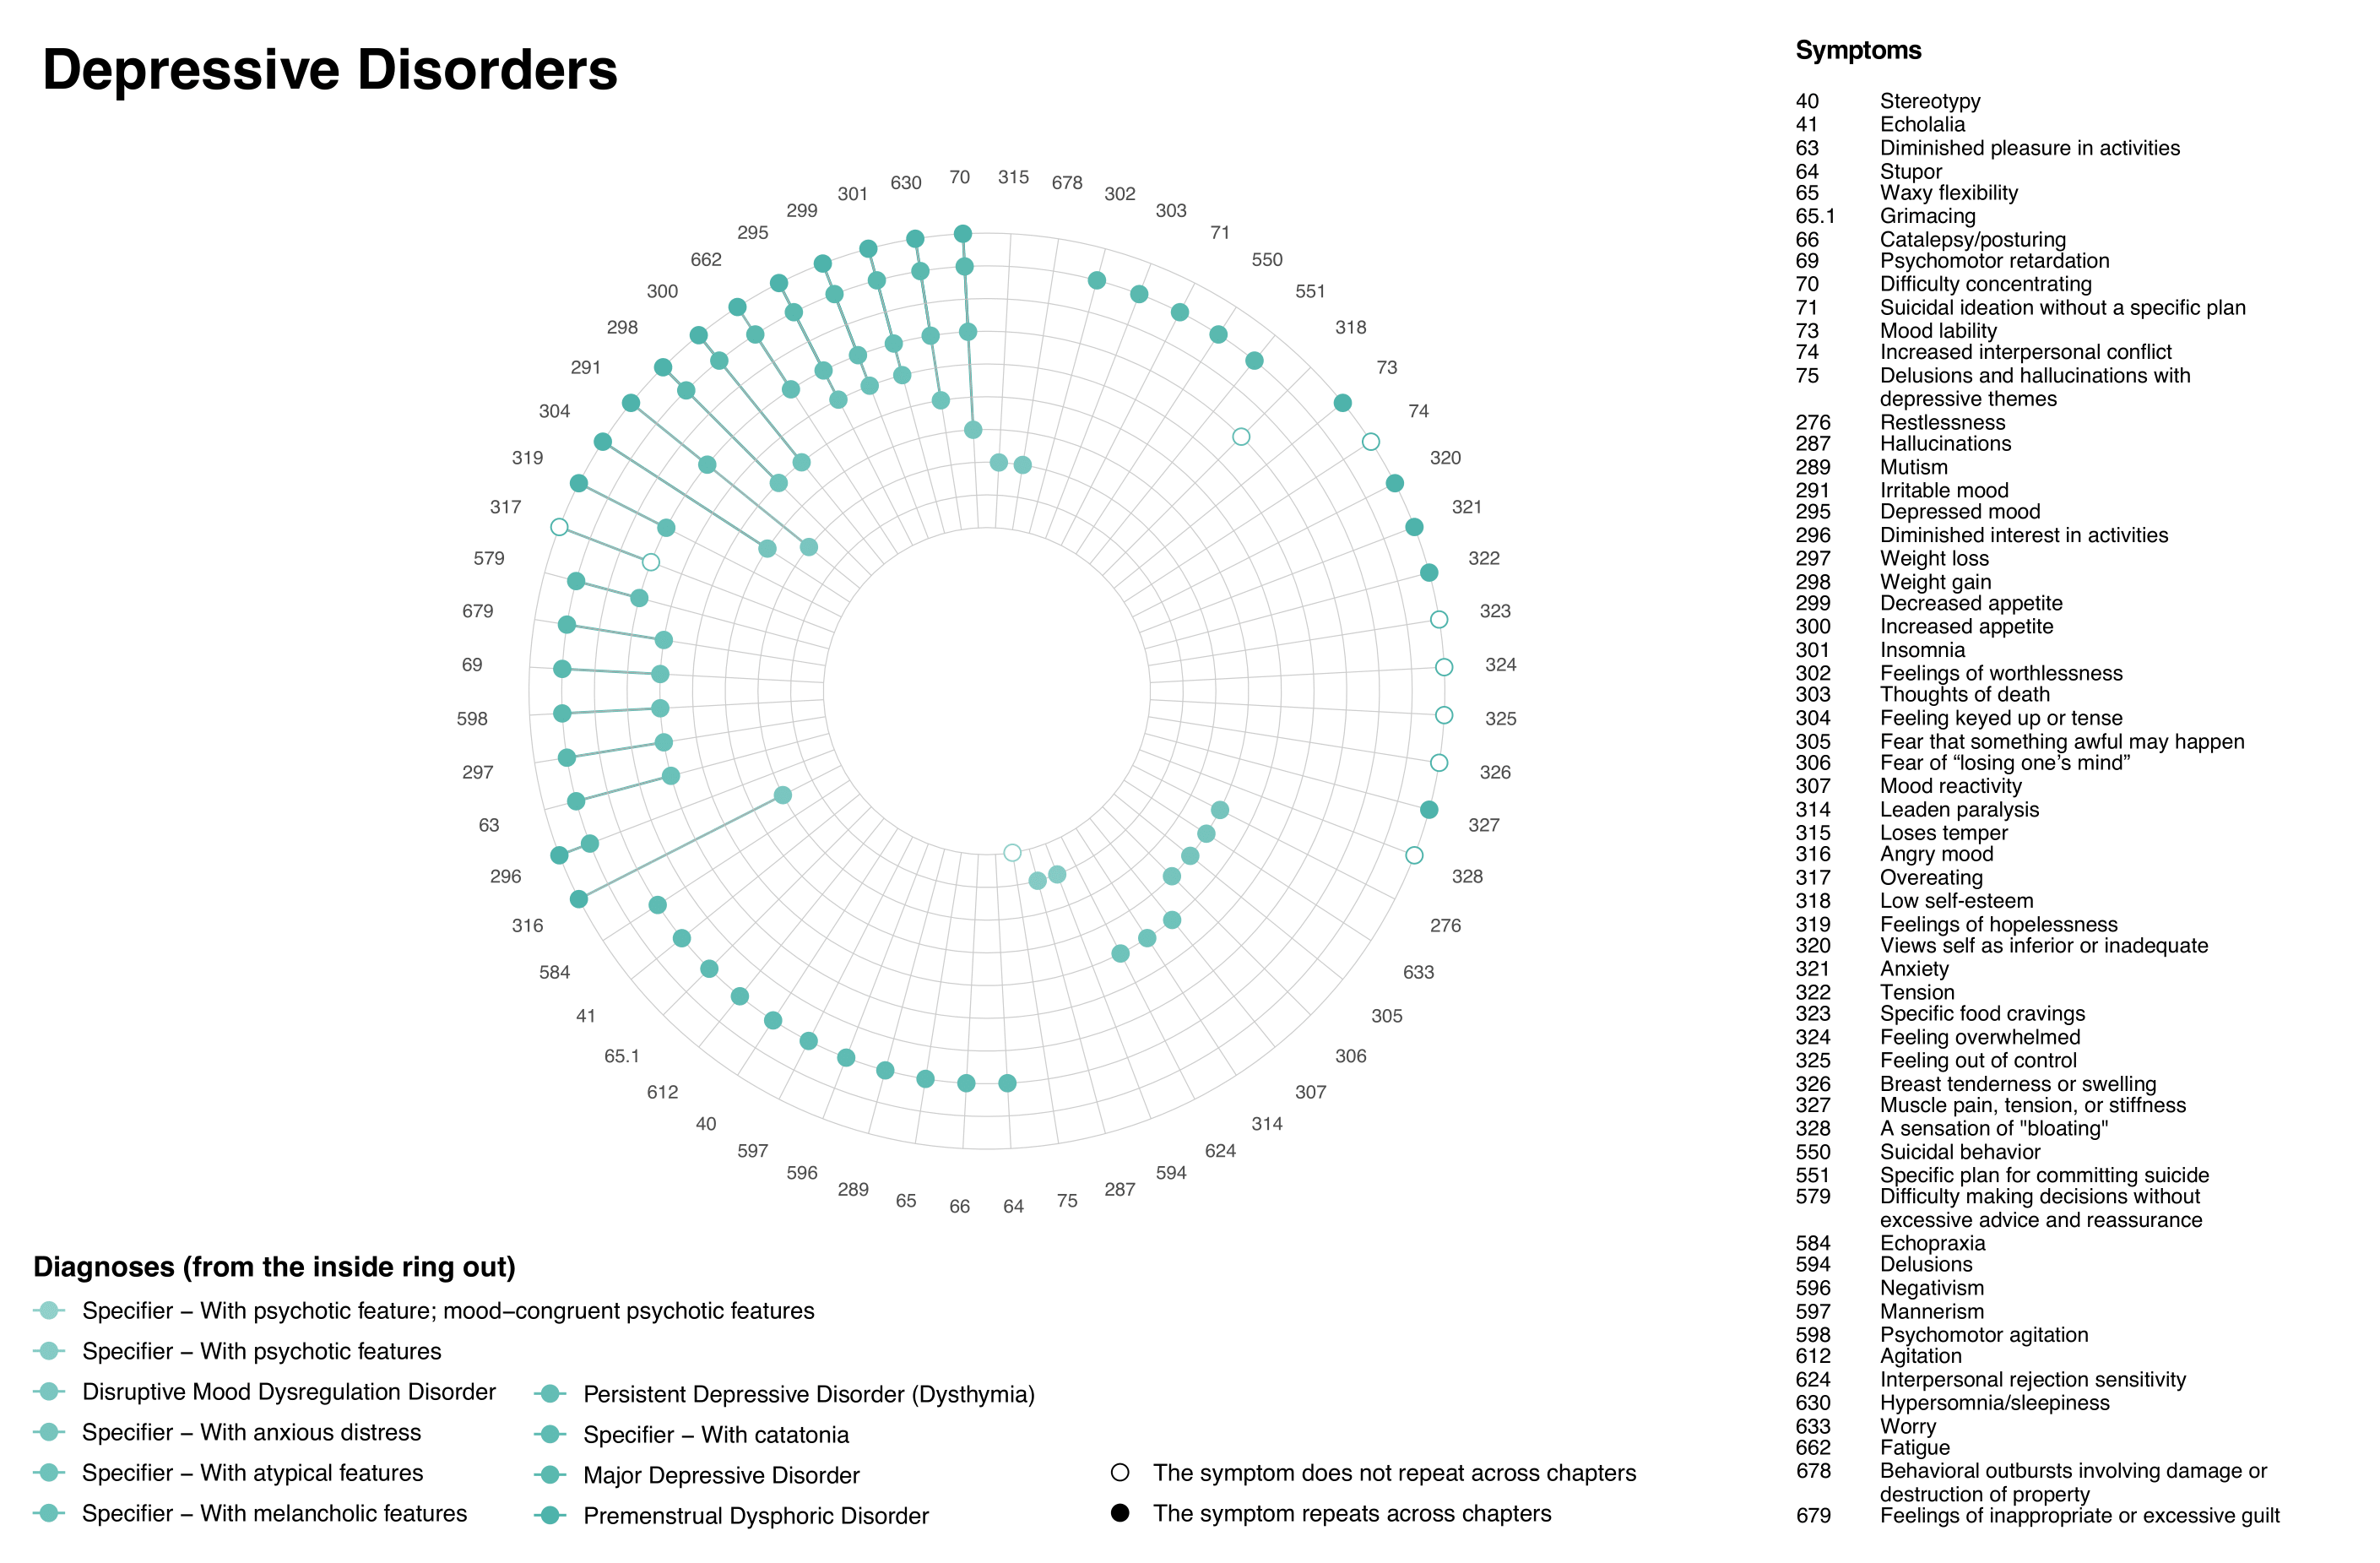 Depressive Disorders
70
315
678
302
303
71
550
551
318
73
74
320
321
322
323
324
325
326
327
328
276
633
305
306
307
314
624
594
287
75
64
66
65
289
596
597
40
612
65.1
41
584
316
296
63
297
598
69
679
579
317
319
304
291
298
300
662
295
299
301
630
Symptoms
40 Stereotypy
41 Echolalia
63 Diminished pleasure in activities
64 Stupor
65 Waxy flexibility
65.1 Grimacing
66 Catalepsy/posturing
69 Psychomotor retardation
70 Difficulty concentrating
71 Suicidal ideation without a specific plan
73 Mood lability
74 Increased interpersonal conflict
75 Delusions and hallucinations with
depressive themes
276 Restlessness
287 Hallucinations
289 Mutism
291 Irritable mood
295 Depressed mood
296 Diminished interest in activities
297 Weight loss
298 Weight gain
299 Decreased appetite
300 Increased appetite
301 Insomnia
302 Feelings of worthlessness
303 Thoughts of death
304 Feeling keyed up or tense
305 Fear that something awful may happen
306 Fear of “losing one’s mind”
307 Mood reactivity
314 Leaden paralysis
315 Loses temper
316 Angry mood
317 Overeating
318 Low self-esteem
319 Feelings of hopelessness
320 Views self as inferior or inadequate
321 Anxiety
322 Tension
323 Specific food cravings
324 Feeling overwhelmed
325 Feeling out of control
326 Breast tenderness or swelling
327 Muscle pain, tension, or stiffness
328 A sensation of "bloating"
550 Suicidal behavior
551 Specific plan for committing suicide
579 Difficulty making decisions without
excessive advice and reassurance
584 Echopraxia
594 Delusions
596 Negativism
597 Mannerism
598 Psychomotor agitation
612 Agitation
624 Interpersonal rejection sensitivity
630 Hypersomnia/sleepiness
633 Worry
662 Fatigue
678 Behavioral outbursts involving damage or
destruction of property
679 Feelings of inappropriate or excessive guilt
Diagnoses (from the inside ring out)
Specifier – With psychotic feature; mood–congruent psychotic features
Specifier – With psychotic features
Disruptive Mood Dysregulation Disorder
Specifier – With anxious distress
Specifier – With atypical features
Specifier – With melancholic features
Persistent Depressive Disorder (Dysthymia)
Specifier – With catatonia
Major Depressive Disorder
Premenstrual Dysphoric Disorder
The symptom does not repeat across chapters
The symptom repeats across chapters